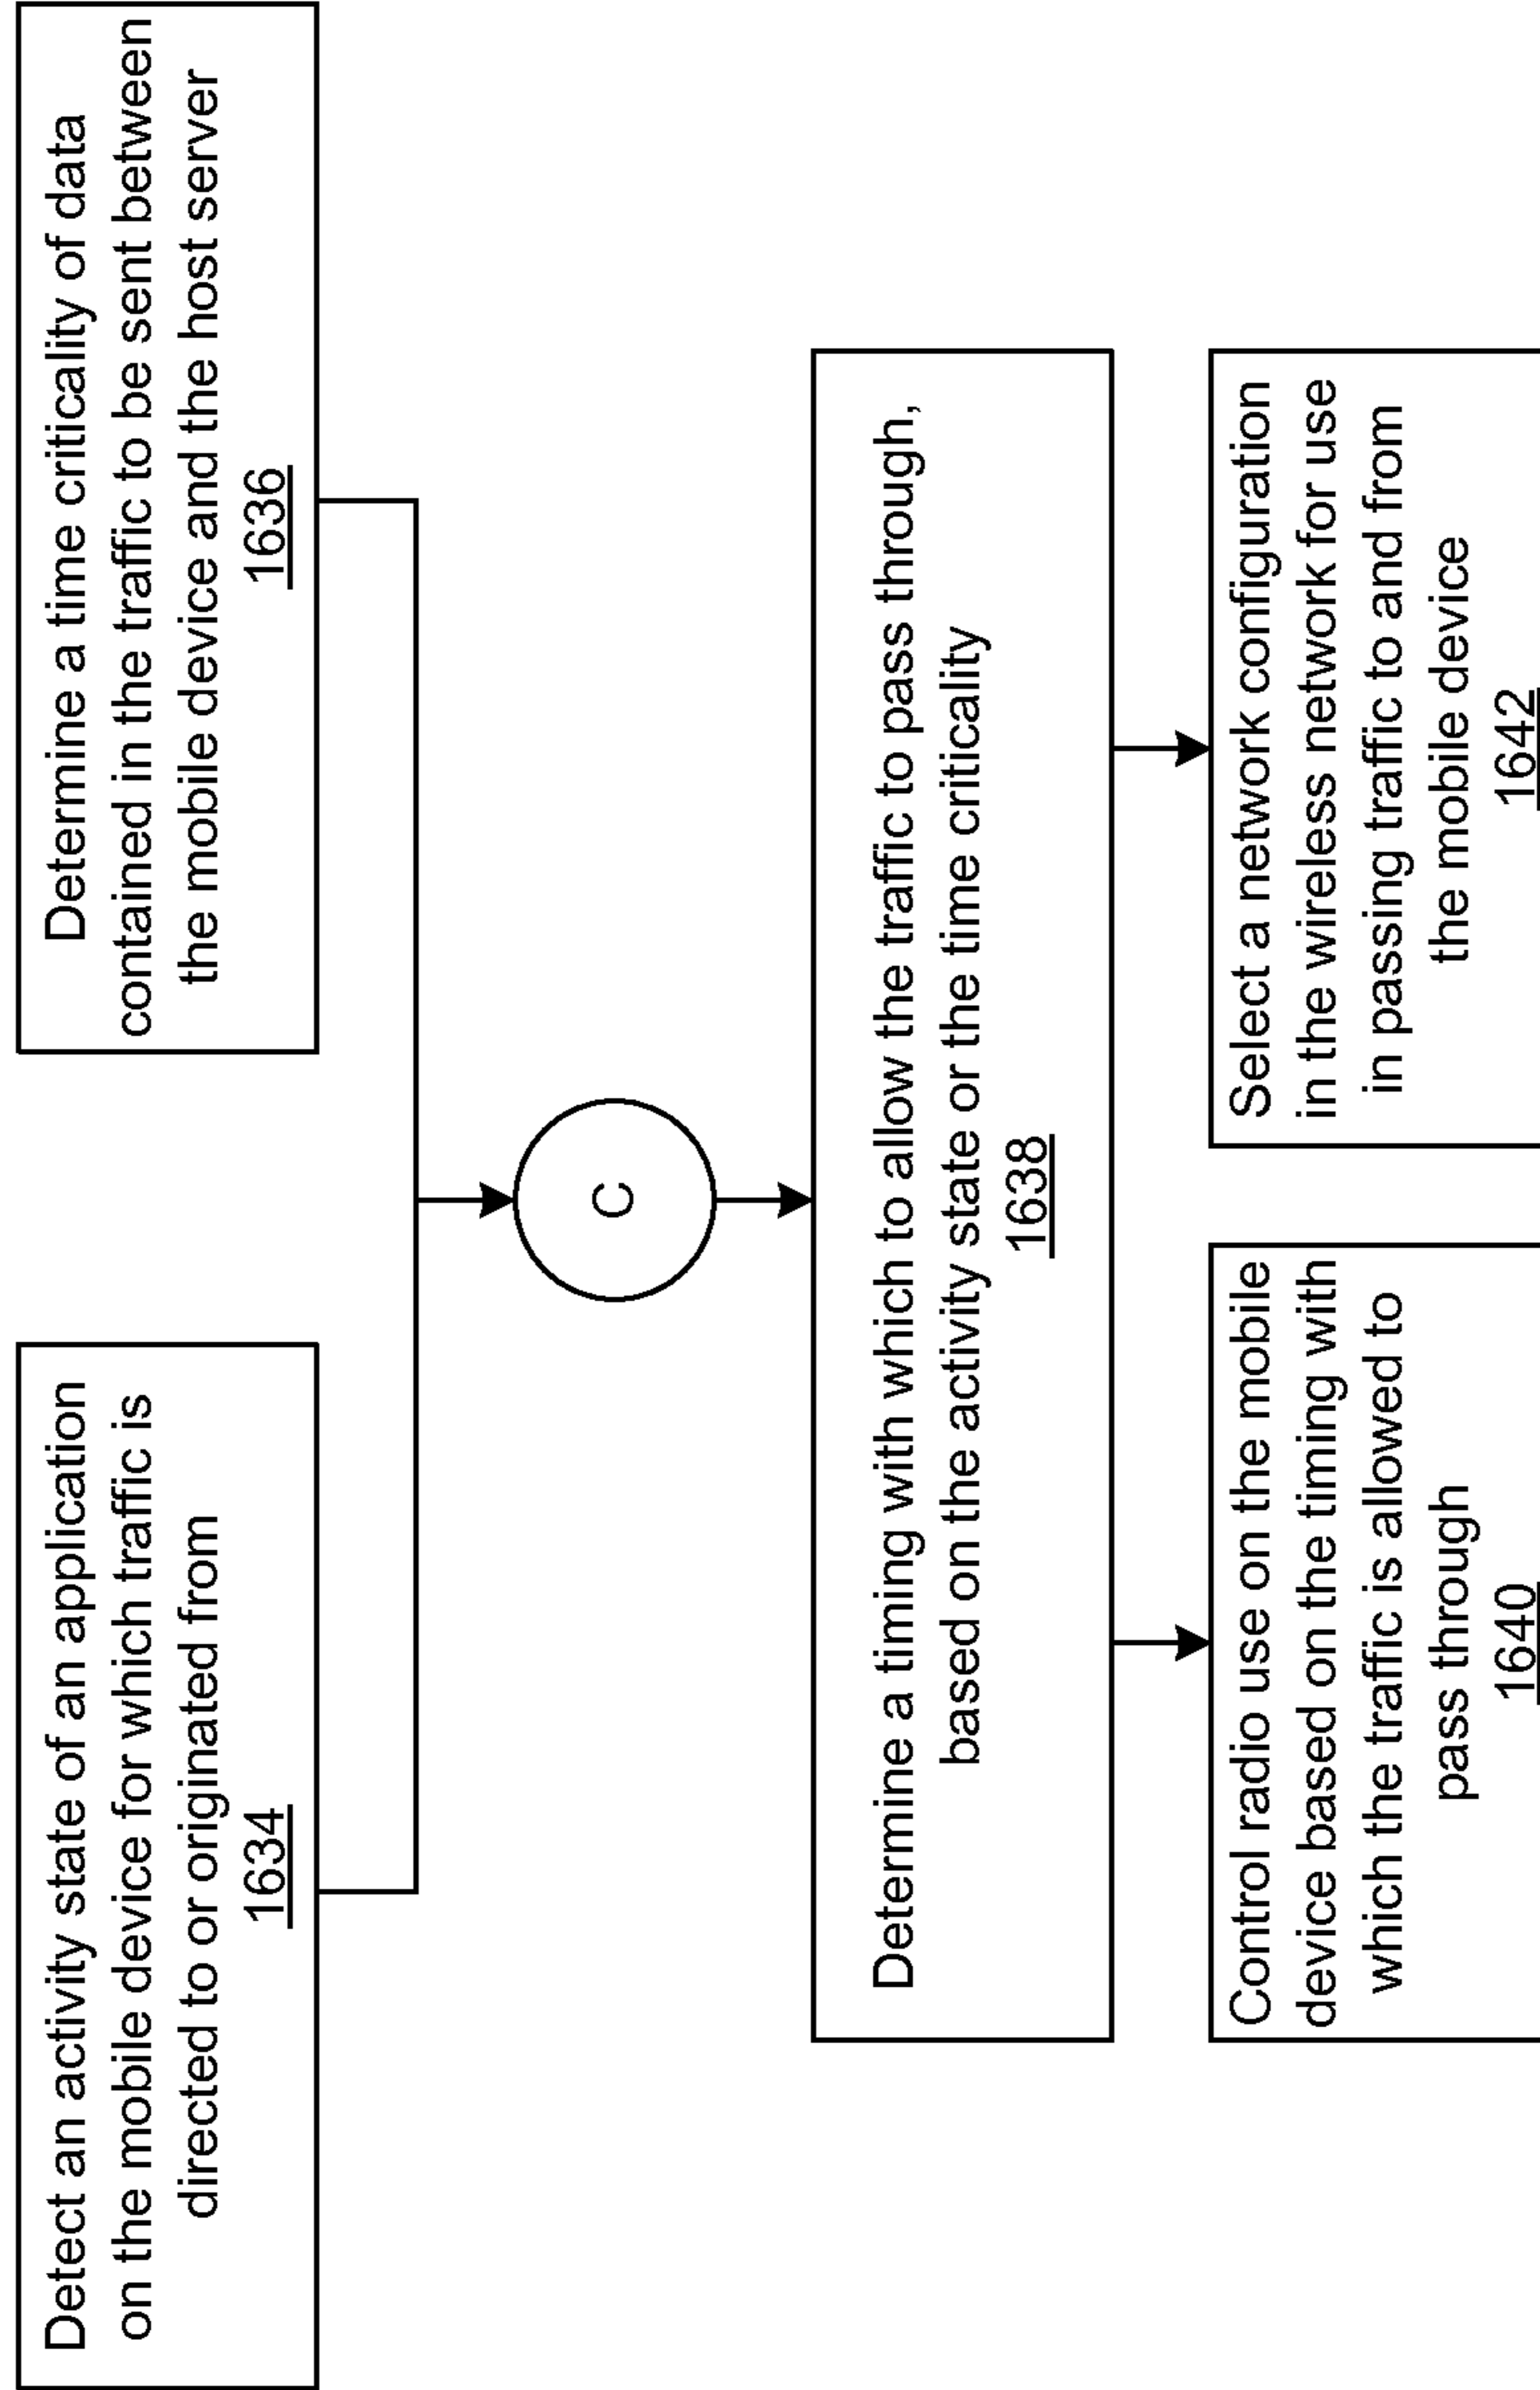 Detect an activity state of an application
on the mobile device for which traffic is
directed to or originated from
1634
Determine a time criticality of data
contained in the traffic to be sent between
the mobile device and the host server
1636
C
Determine a timing with which to allow the traffic to pass through,
based on the activity state or the time criticality
1638
Control radio use on the mobile
device based on the timing with
which the traffic is allowed to
pass through
1640
Select a network configuration
in the wireless network for use
in passing traffic to and from
the mobile device
1642